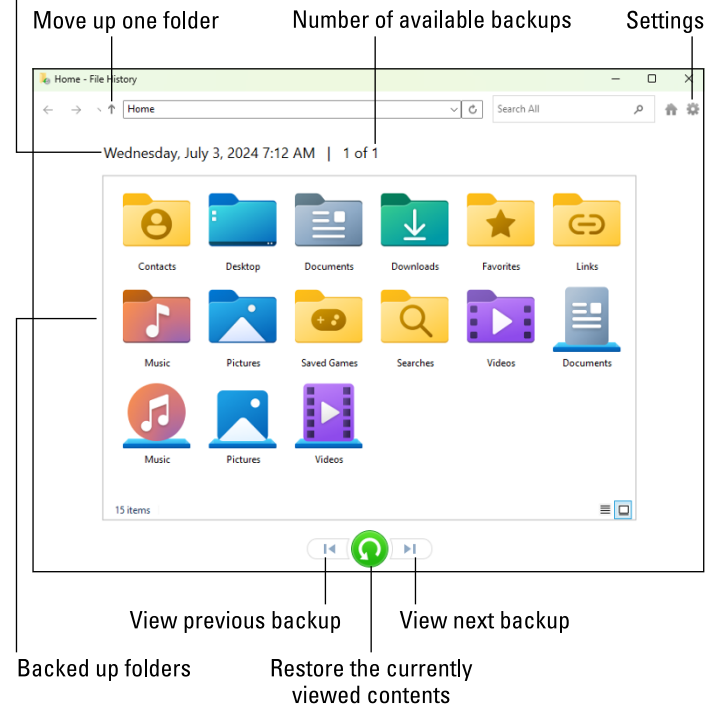 Move up one folder
Number of available backups
Settings
Home - File History
Home
Search All
Wednesday, July 3, 2024 7:12 AM | 1 of 1
Contacts
Desktop
Documents
Downloads
Favorites
Links
Music
Pictures
Saved Games
Searches
Videos
Documents
Music
Pictures
Videos
15 items
View previous backup
View next backup
Backed up folders
Restore the currently
viewed contents